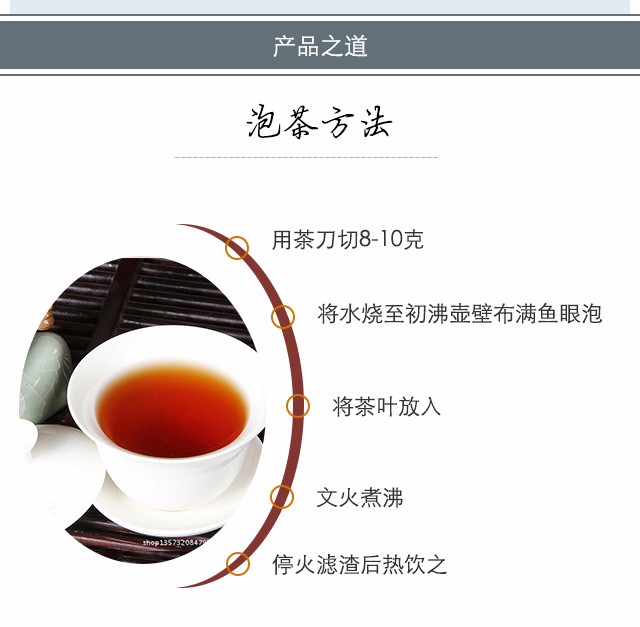 产品之道
泡茶方法
用茶刀切8-10克
将水烧至初沸壶壁布满鱼眼泡
将茶叶放入
文火煮沸
停火滤渣后热饮之
shop1357320847